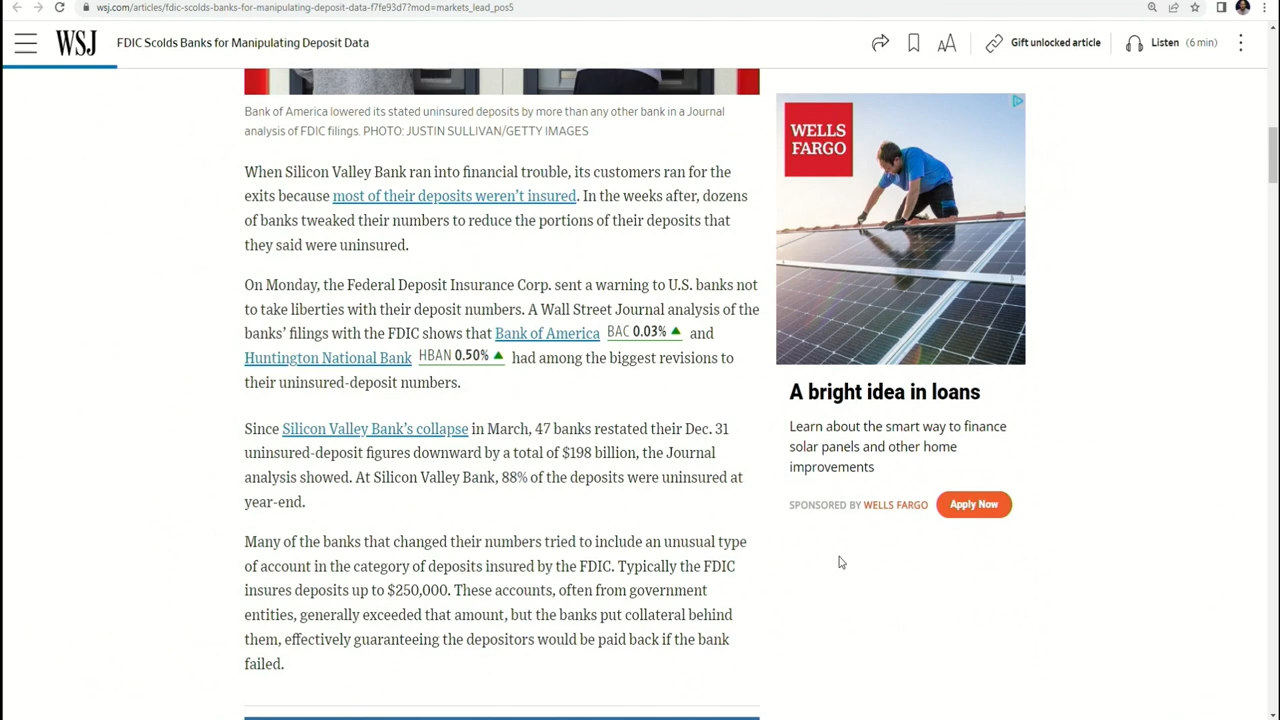 wsj.com/articles/fdic-scolds-banks-for-manipulating-deposit-data-f7fe93d7?mod=markets_lead_pos5
WSJ
FDIC Scolds Banks for Manipulating Deposit Data
AA
Gift unlocked article
Listen (6 min)
Bank of America lowered its stated uninsured deposits by more than any other bank in a Journal
analysis of FDIC filings. PHOTO: JUSTIN SULLIVAN/GETTY IMAGES
When Silicon Valley Bank ran into financial trouble, its customers ran for the
exits because most of their deposits weren’t insured. In the weeks after, dozens
of banks tweaked their numbers to reduce the portions of their deposits that
they said were uninsured.
On Monday, the Federal Deposit Insurance Corp. sent a warning to U.S. banks not
to take liberties with their deposit numbers. A Wall Street Journal analysis of the
banks’ filings with the FDIC shows that Bank of America BAC 0.03% and
Huntington National Bank HBAN 0.50% had among the biggest revisions to
their uninsured-deposit numbers.
Since Silicon Valley Bank’s collapse in March, 47 banks restated their Dec. 31
uninsured-deposit figures downward by a total of $198 billion, the Journal
analysis showed. At Silicon Valley Bank, 88% of the deposits were uninsured at
year-end.
Many of the banks that changed their numbers tried to include an unusual type
of account in the category of deposits insured by the FDIC. Typically the FDIC
insures deposits up to $250,000. These accounts, often from government
entities, generally exceeded that amount, but the banks put collateral behind
them, effectively guaranteeing the depositors would be paid back if the bank
failed.
WELLS
FARGO
A bright idea in loans
Learn about the smart way to finance
solar panels and other home
improvements
SPONSORED BY WELLS FARGO
Apply Now